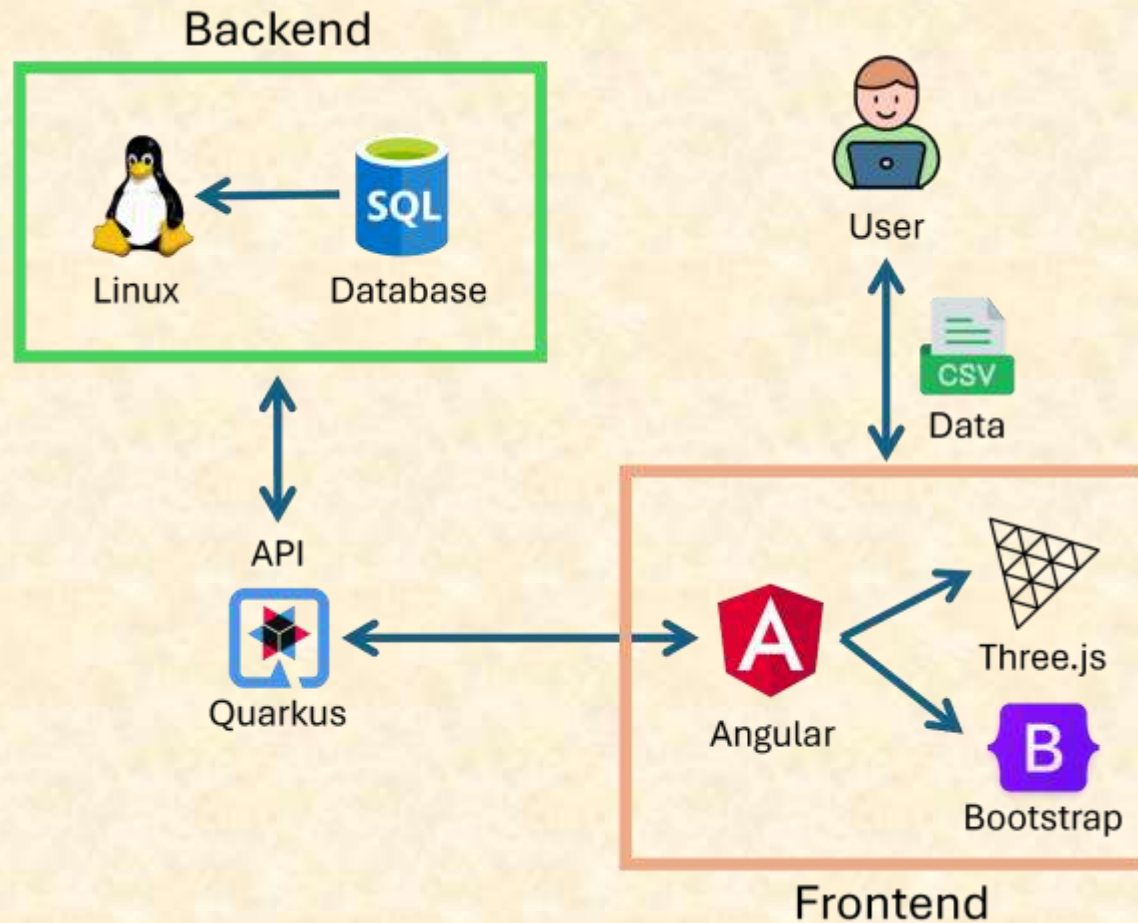 Backend
SQL
Linux
Database
User
CSV
Data
API
Quarkus
A
Angular
Three.js
B
Bootstrap
Frontend